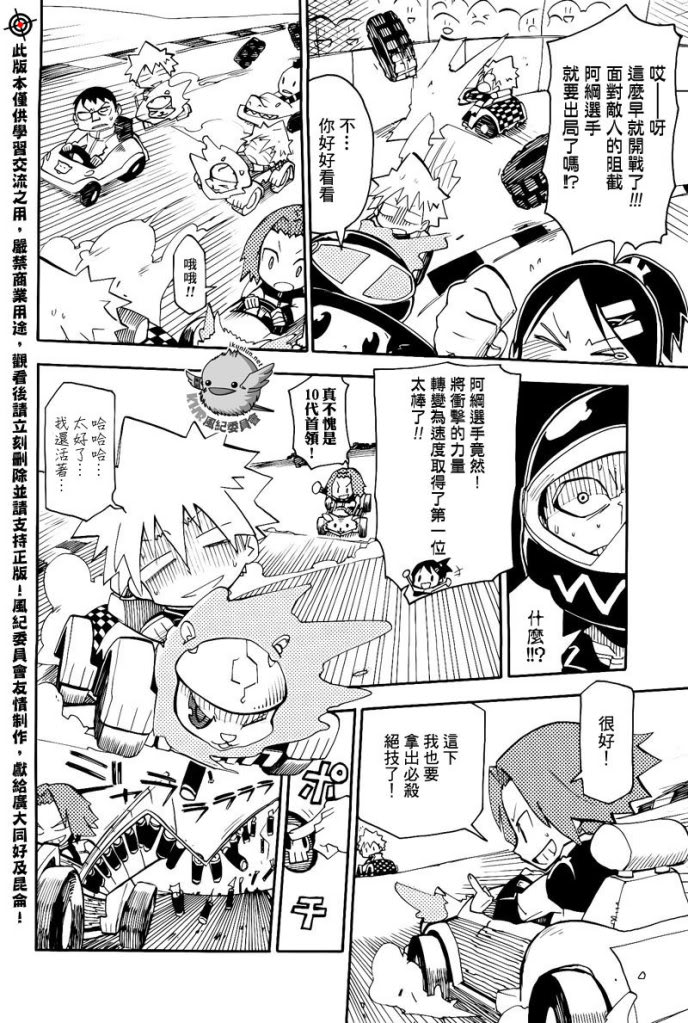 哎──呀
這麼早就開戰了!!!
面對敵人的阻截
阿綱選手
就要出局了嗎!?
不…
你好好看看
哦哦!!
阿綱選手竟然!
將衝擊的力量
轉變為速度取得了第一位
太棒了!!
什麼!!?
W
真不愧是
10代首領!
哈哈哈…
太好了…
我還活著…
ikanius.net
KHR風紀委員會
很好!
這下
我也要
拿出必殺
絕技了!
ポチ
ガララララ
此版本僅供學習交流之用,嚴禁商業用途,觀看後請立刻刪除並請支持正版!風紀委員會友情制作,獻給廣大同好及昆侖!